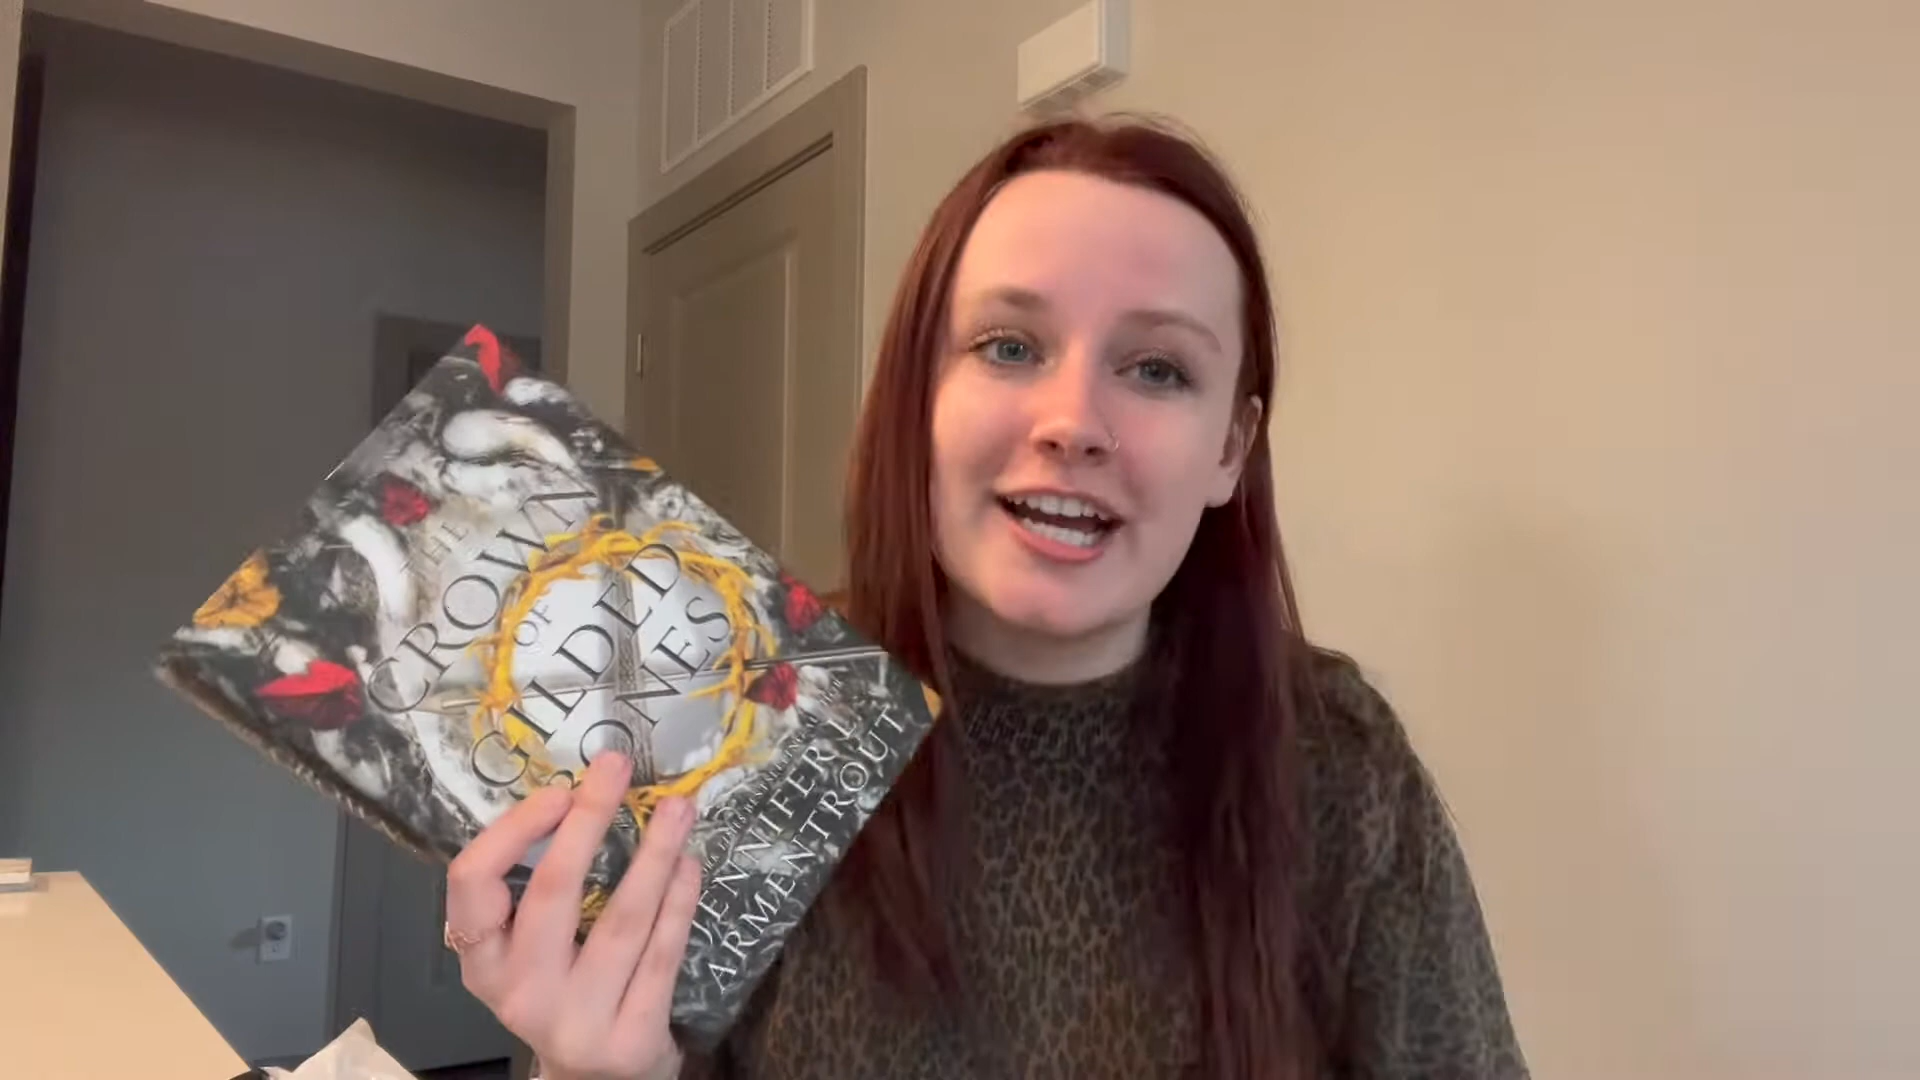 THE
CROWN
OF
GILDED
BONES
JENNIFER L.
ARMENTROUT